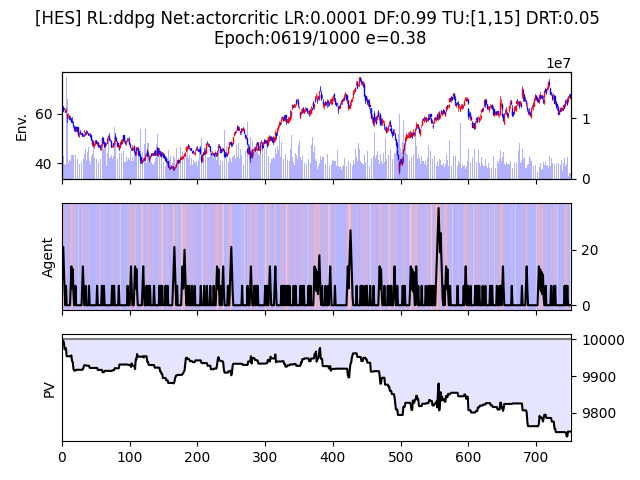 [HES] RL:ddpg Net:actorcritic LR:0.0001 DF:0.99 TU:[1,15] DRT:0.05
Epoch:0619/1000 e=0.38
1e7
Env.
60
40
1
0
Agent
20
0
PV
10000
9900
9800
0 100 200 300 400 500 600 700